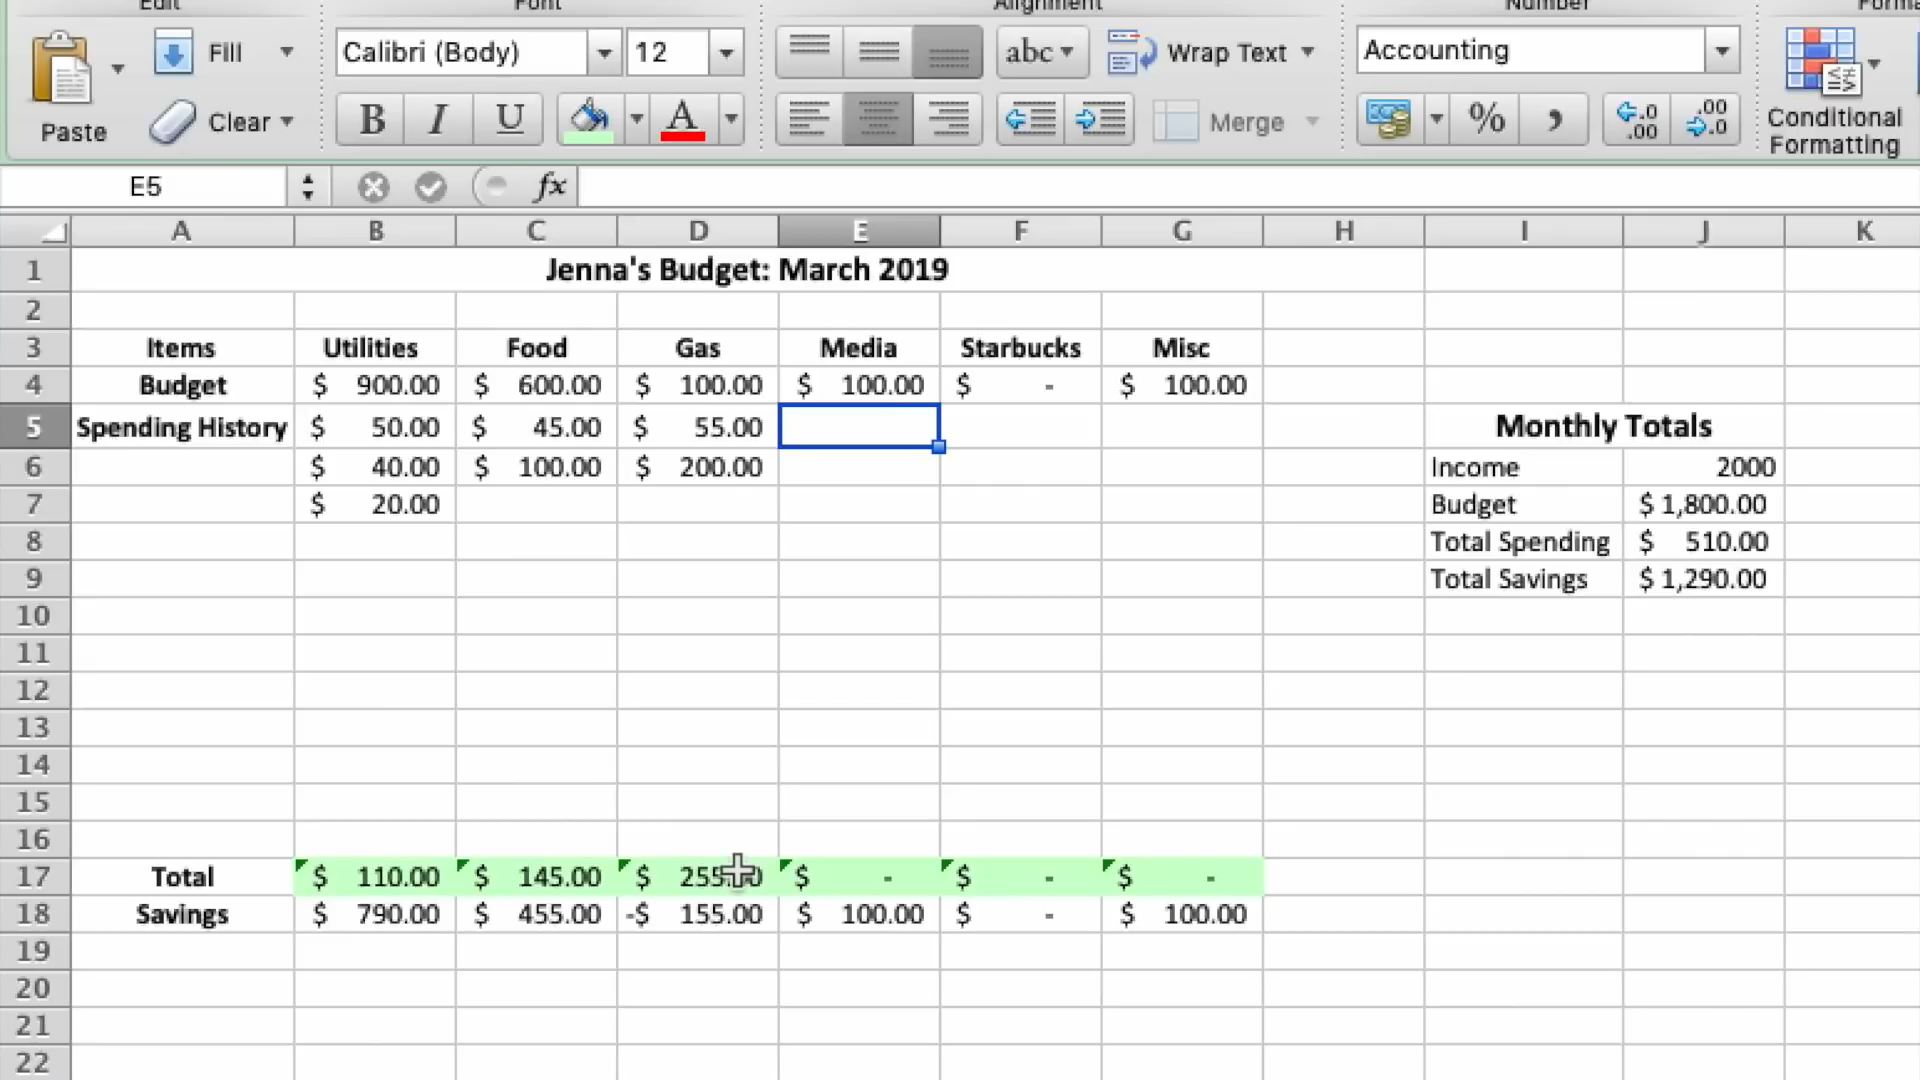 Edit Font Alignment Number
Fill Calibri (Body) 12 abc Wrap Text Accounting
Paste Clear B I U A Merge % , .0 .00 .00 .0 Conditional Formatting
E5 fx
A B C D E F G H I J K
1 Jenna's Budget: March 2019
2
3 Items Utilities Food Gas Media Starbucks Misc
4 Budget $ 900.00 $ 600.00 $ 100.00 $ 100.00 $ - $ 100.00
5 Spending History $ 50.00 $ 45.00 $ 55.00 Monthly Totals
6 $ 40.00 $ 100.00 $ 200.00 Income 2000
7 $ 20.00 Budget $ 1,800.00
8 Total Spending $ 510.00
9 Total Savings $ 1,290.00
10
11
12
13
14
15
16
17 Total $ 110.00 $ 145.00 $ $ - $ - $ -
18 Savings $ 790.00 $ 455.00 -$ 155.00 $ 100.00 $ - $ 100.00
19
20
21
22